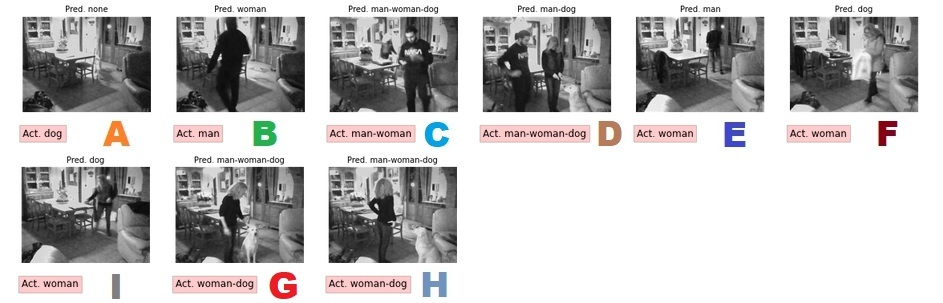 Pred. none
Pred. woman
Pred. man-woman-dog
Pred. man-dog
Pred. man
Pred. dog
Act. dog
A
Act. man
B
Act. man-woman
C
Act. man-woman-dog
D
Act. woman
E
Act. woman
F
Pred. dog
Pred. man-woman-dog
Pred. man-woman-dog
Act. woman
I
Act. woman-dog
G
Act. woman-dog
H